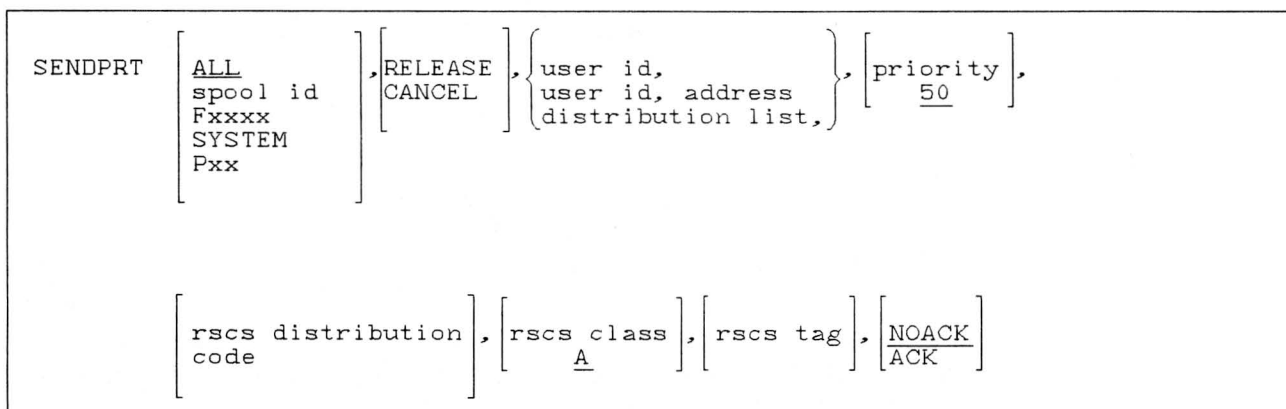 SENDPRT ALL ,RELEASE , user id, , priority ,
spool id CANCEL user id, address 50
Fxxxx distribution list,
SYSTEM
Pxx
rscs distribution , rscs class , rscs tag , NOACK
code A ACK